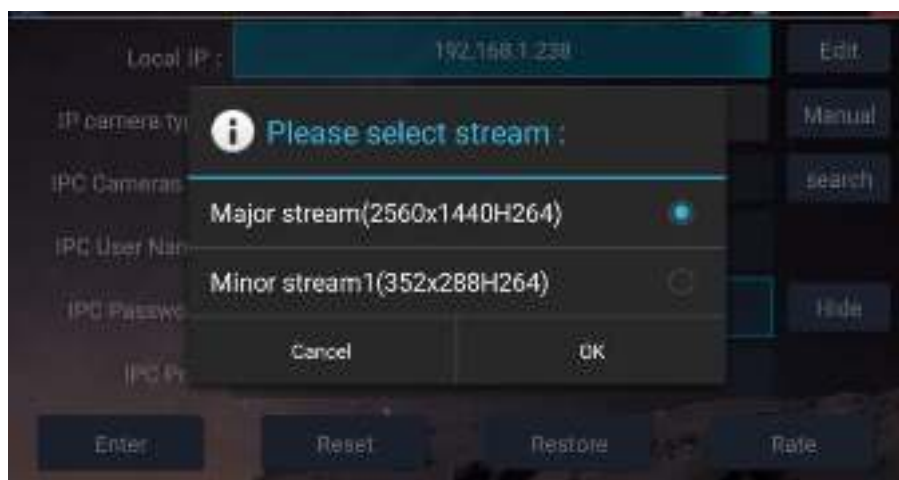 Local IP :
192.168.1.238
Edit
IP camera ty
Manual
Please select stream :
IPC Cameras
search
Major stream(2560x1440H264)
IPC User Nam
Minor stream1(352x288H264)
IPC Passwo
Hide
Cancel
OK
IPC P
Enter
Reset
Restore
Rate